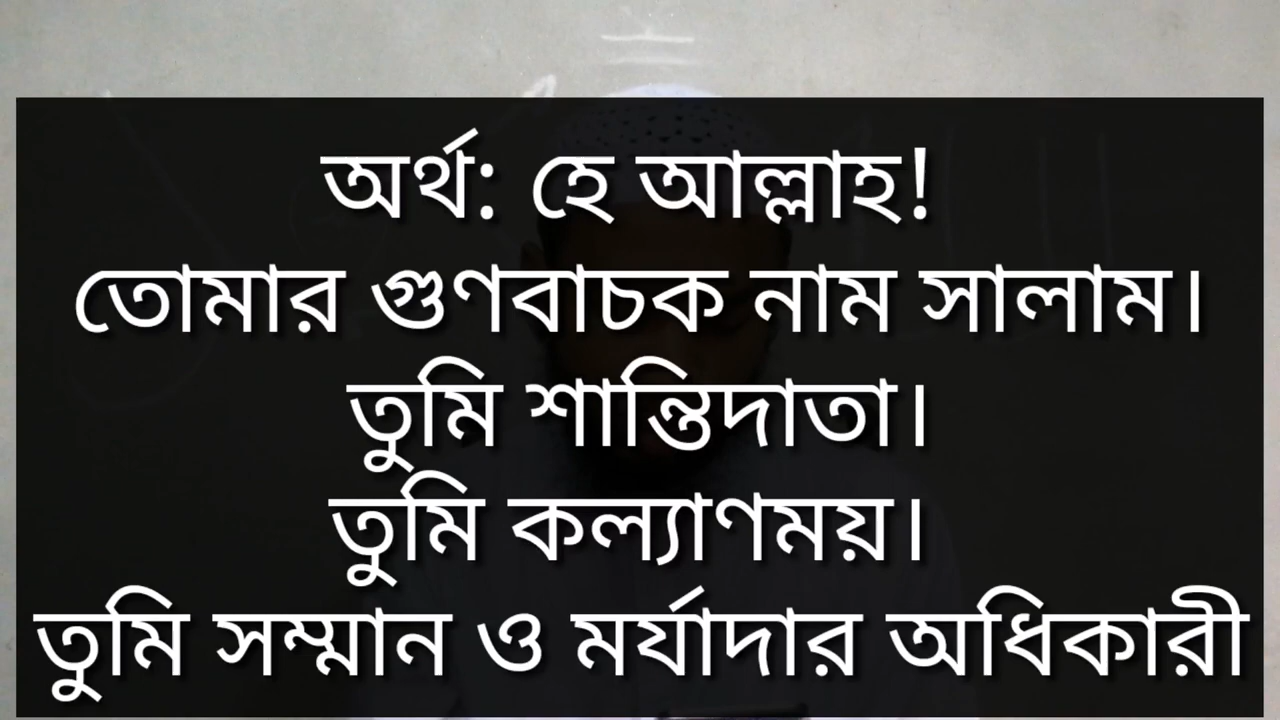 অর্থ: হে আল্লাহ!
তোমার গুণবাচক নাম সালাম।
তুমি শান্তিদাতা।
তুমি কল্যাণময়।
তুমি সম্মান ও মর্যাদার অধিকারী